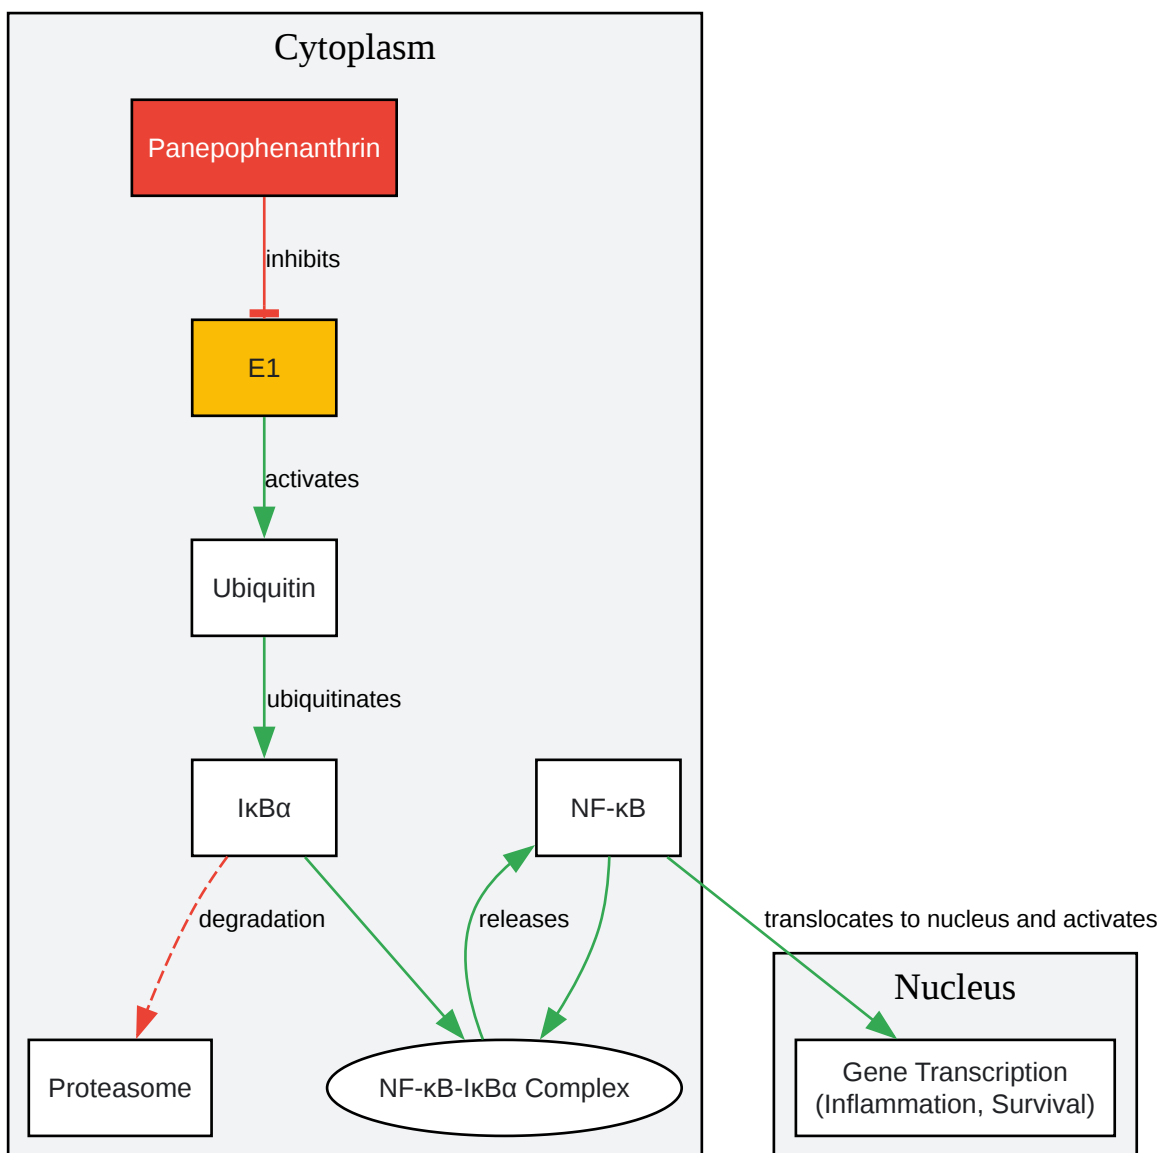 Cytoplasm
Panepophenanthrin
inhibits
E1
activates
Ubiquitin
ubiquitinates
IκBα
NF-κB
degradation
releases
translocates to nucleus and activates
Nucleus
Proteasome
NF-κB-IκBα Complex
Gene Transcription
(Inflammation, Survival)